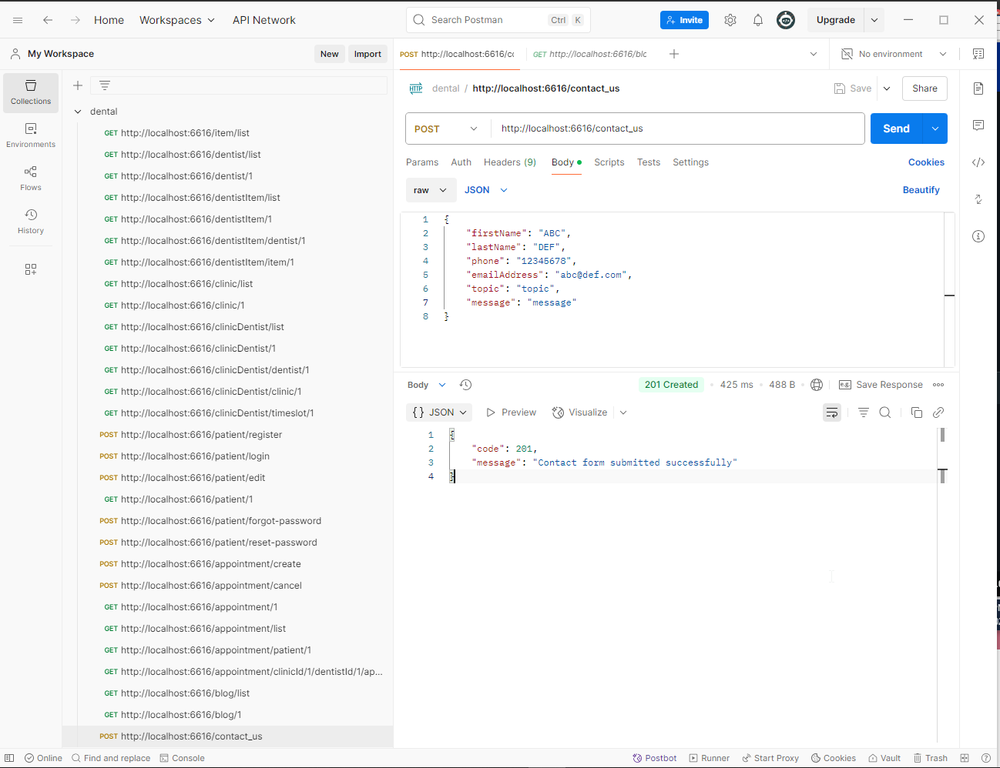 Home Workspaces API Network Search Postman Ctrl K Invite Upgrade
My Workspace New Import POST http://localhost:6616/cc GET http://localhost:6616/blc No environment
Collections
Environments
Flows
History
dental
GET http://localhost:6616/item/list
GET http://localhost:6616/dentist/list
GET http://localhost:6616/dentist/1
GET http://localhost:6616/dentistItem/list
GET http://localhost:6616/dentistItem/1
GET http://localhost:6616/dentistItem/dentist/1
GET http://localhost:6616/dentistItem/item/1
GET http://localhost:6616/clinic/list
GET http://localhost:6616/clinic/1
GET http://localhost:6616/clinicDentist/list
GET http://localhost:6616/clinicDentist/1
GET http://localhost:6616/clinicDentist/dentist/1
GET http://localhost:6616/clinicDentist/clinic/1
GET http://localhost:6616/clinicDentist/timeslot/1
POST http://localhost:6616/patient/register
POST http://localhost:6616/patient/login
POST http://localhost:6616/patient/edit
GET http://localhost:6616/patient/1
POST http://localhost:6616/patient/forgot-password
POST http://localhost:6616/patient/reset-password
POST http://localhost:6616/appointment/create
POST http://localhost:6616/appointment/cancel
GET http://localhost:6616/appointment/1
GET http://localhost:6616/appointment/list
GET http://localhost:6616/appointment/patient/1
GET http://localhost:6616/appointment/clinicId/1/dentistId/1/ap...
GET http://localhost:6616/blog/list
GET http://localhost:6616/blog/1
POST http://localhost:6616/contact_us
HTTP dental / http://localhost:6616/contact_us Save Share
POST http://localhost:6616/contact_us Send
Params Auth Headers (9) Body Scripts Tests Settings Cookies
raw JSON Beautify
1 {
2 "firstName": "ABC",
3 "lastName": "DEF",
4 "phone": "12345678",
5 "emailAddress": "abc@def.com",
6 "topic": "topic",
7 "message": "message"
8 }
Body 201 Created 425 ms 488 B e.g. Save Response
{} JSON Preview Visualize
1 {
2 "code": 201,
3 "message": "Contact form submitted successfully"
4 }
Online Find and replace Console Postbot Runner Start Proxy Cookies Vault Trash